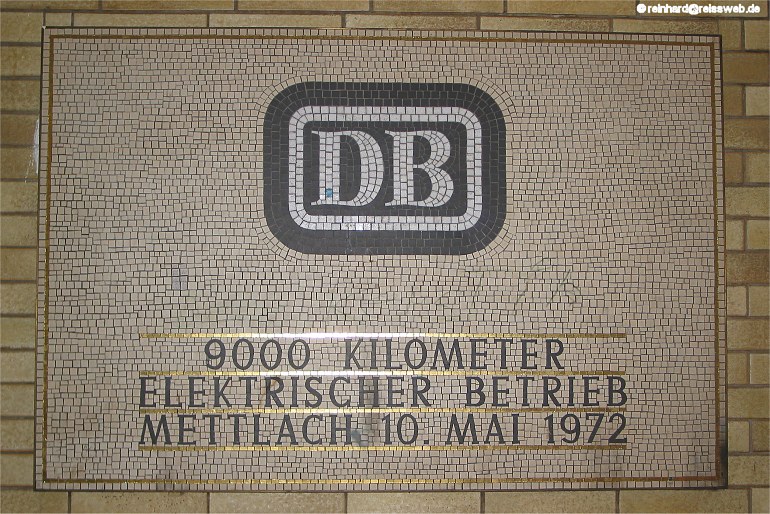 © reinhard@reissweb.de
DB
9000 KILOMETER
ELEKTRISCHER BETRIEB
METTLACH 10. MAI 1972